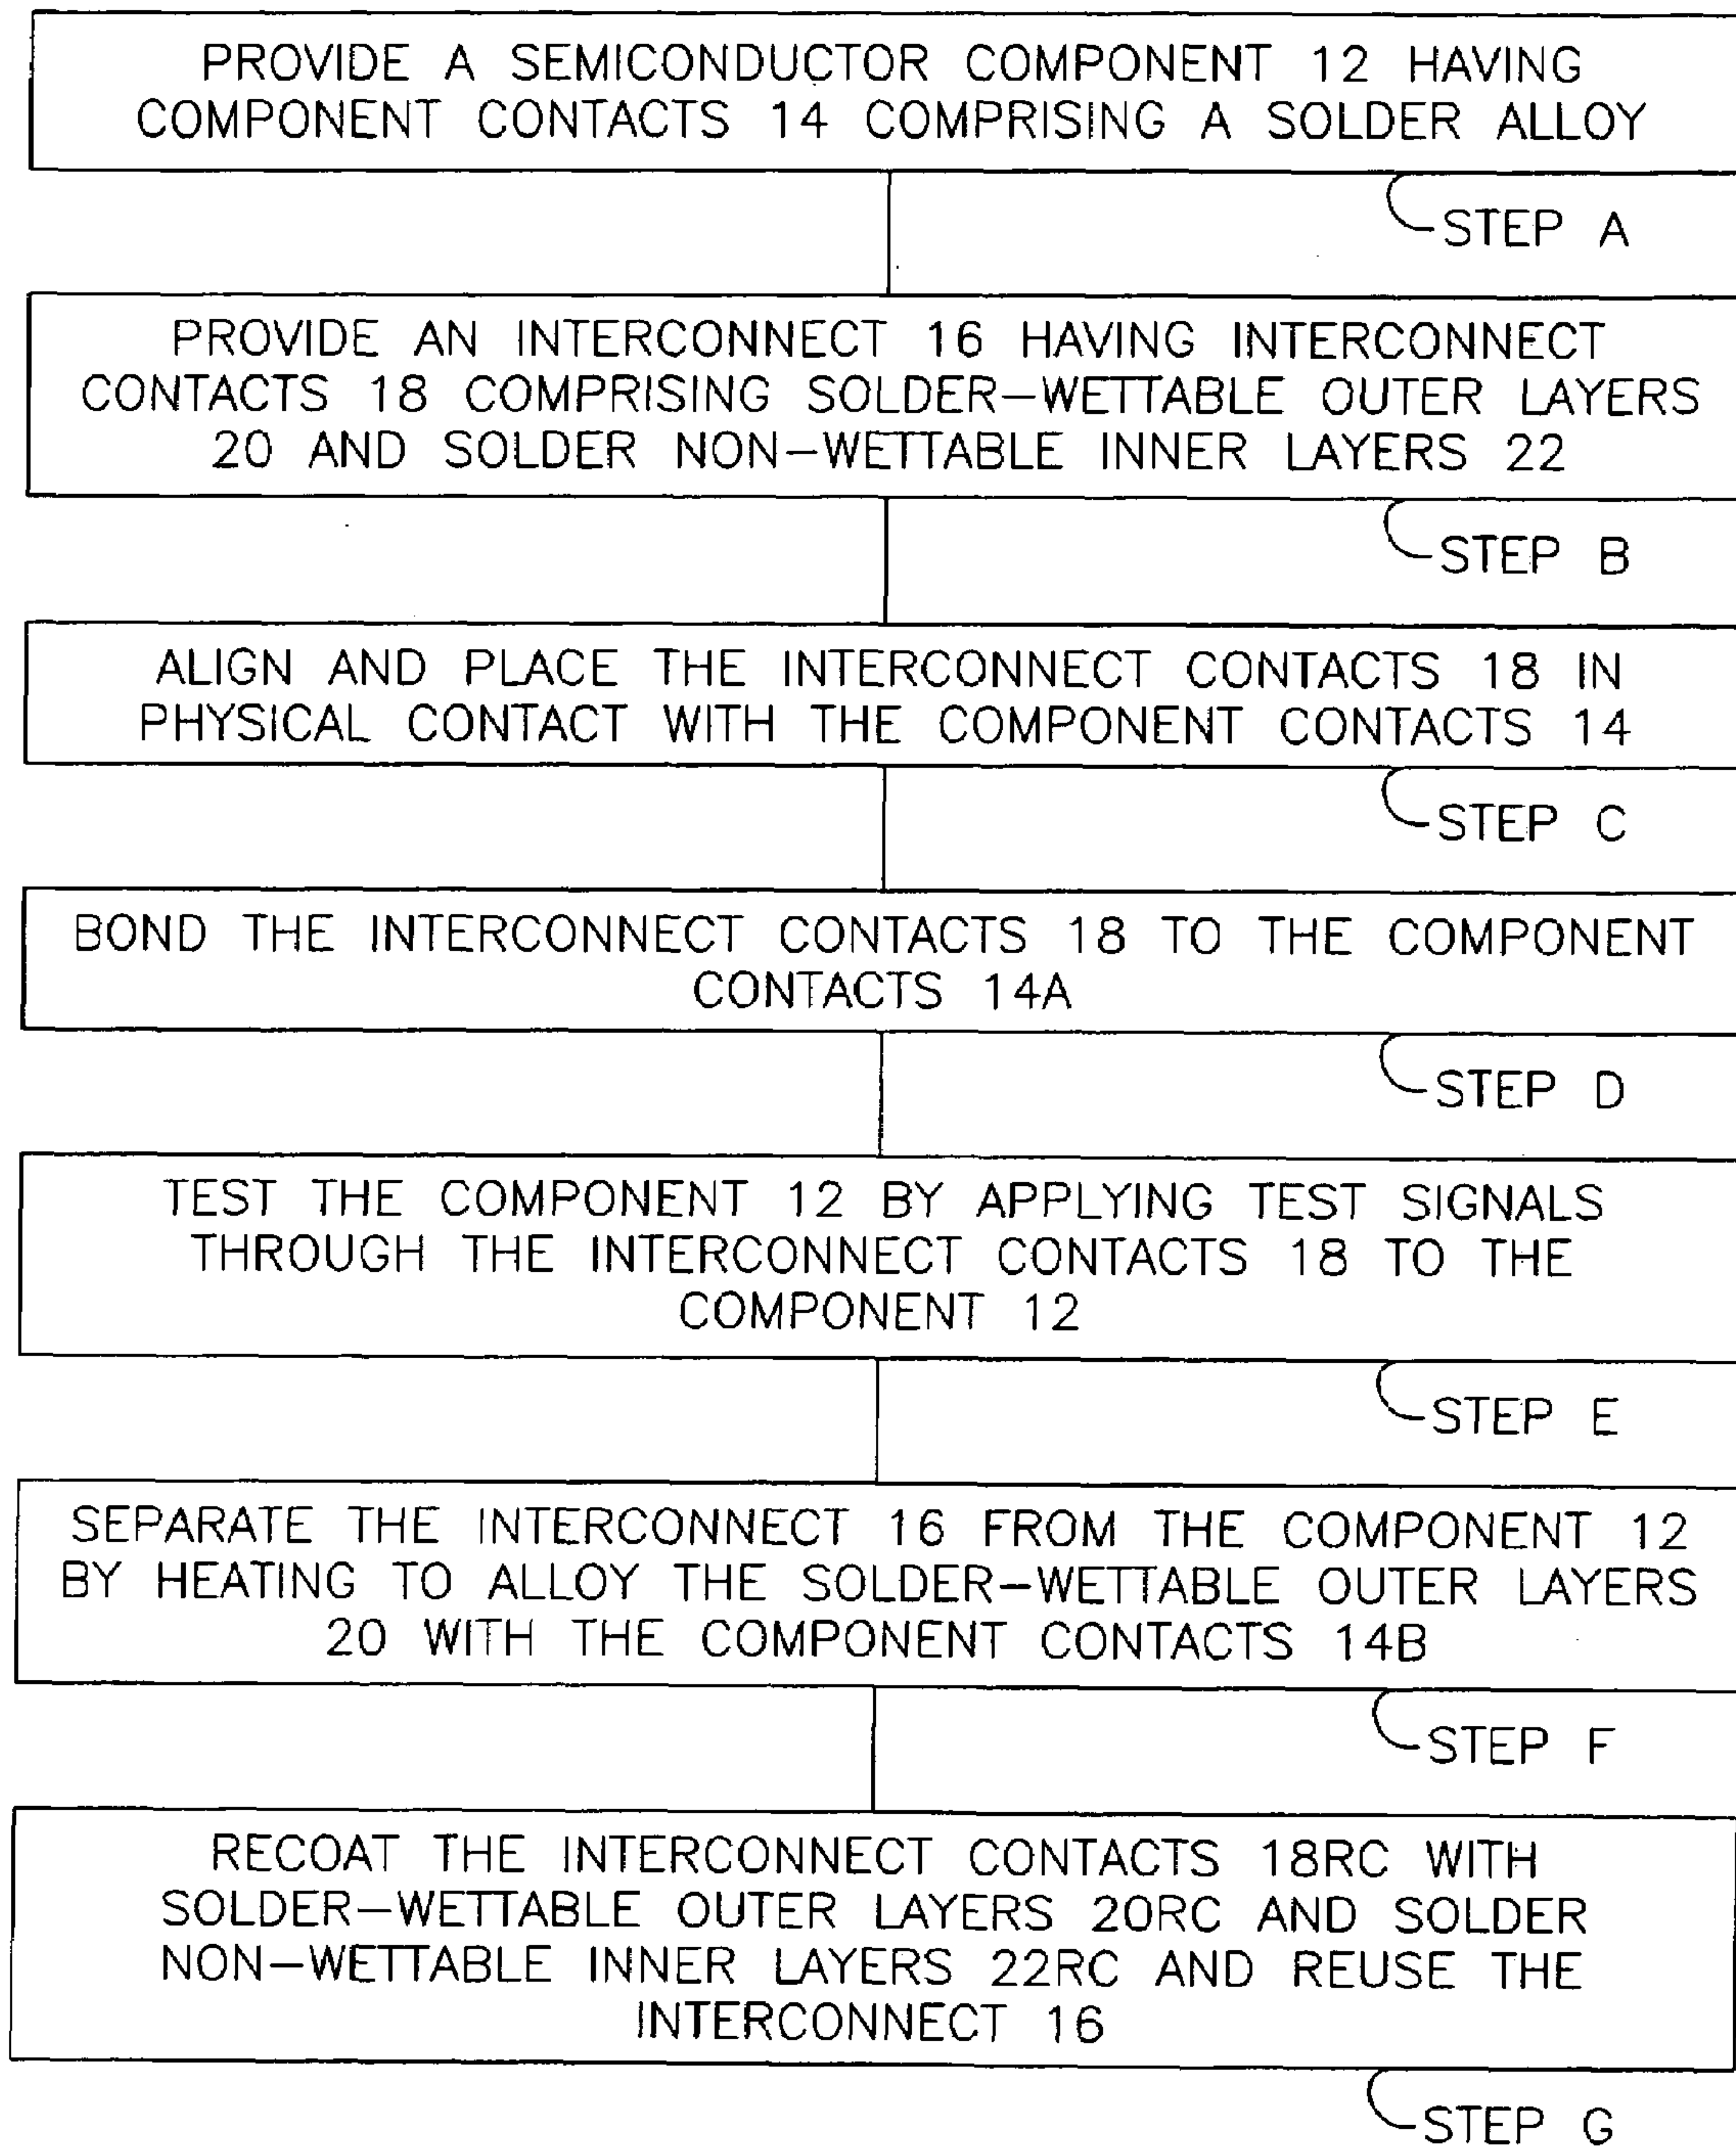 PROVIDE A SEMICONDUCTOR COMPONENT 12 HAVING
COMPONENT CONTACTS 14 COMPRISING A SOLDER ALLOY
STEP A
PROVIDE AN INTERCONNECT 16 HAVING INTERCONNECT
CONTACTS 18 COMPRISING SOLDER-WETTABLE OUTER LAYERS
20 AND SOLDER NON-WETTABLE INNER LAYERS 22
STEP B
ALIGN AND PLACE THE INTERCONNECT CONTACTS 18 IN
PHYSICAL CONTACT WITH THE COMPONENT CONTACTS 14
STEP C
BOND THE INTERCONNECT CONTACTS 18 TO THE COMPONENT
CONTACTS 14A
STEP D
TEST THE COMPONENT 12 BY APPLYING TEST SIGNALS
THROUGH THE INTERCONNECT CONTACTS 18 TO THE
COMPONENT 12
STEP E
SEPARATE THE INTERCONNECT 16 FROM THE COMPONENT 12
BY HEATING TO ALLOY THE SOLDER-WETTABLE OUTER LAYERS
20 WITH THE COMPONENT CONTACTS 14B
STEP F
RECOAT THE INTERCONNECT CONTACTS 18RC WITH
SOLDER-WETTABLE OUTER LAYERS 20RC AND SOLDER
NON-WETTABLE INNER LAYERS 22RC AND REUSE THE
INTERCONNECT 16
STEP G